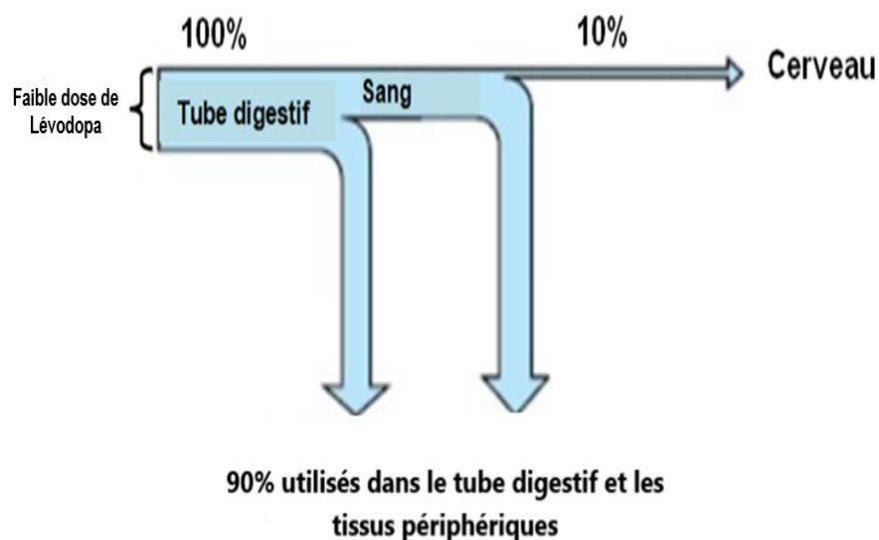 100%
10%
Cerveau
Faible dose de
Lévodopa
Tube digestif
Sang
90% utilisés dans le tube digestif et les
tissus périphériques